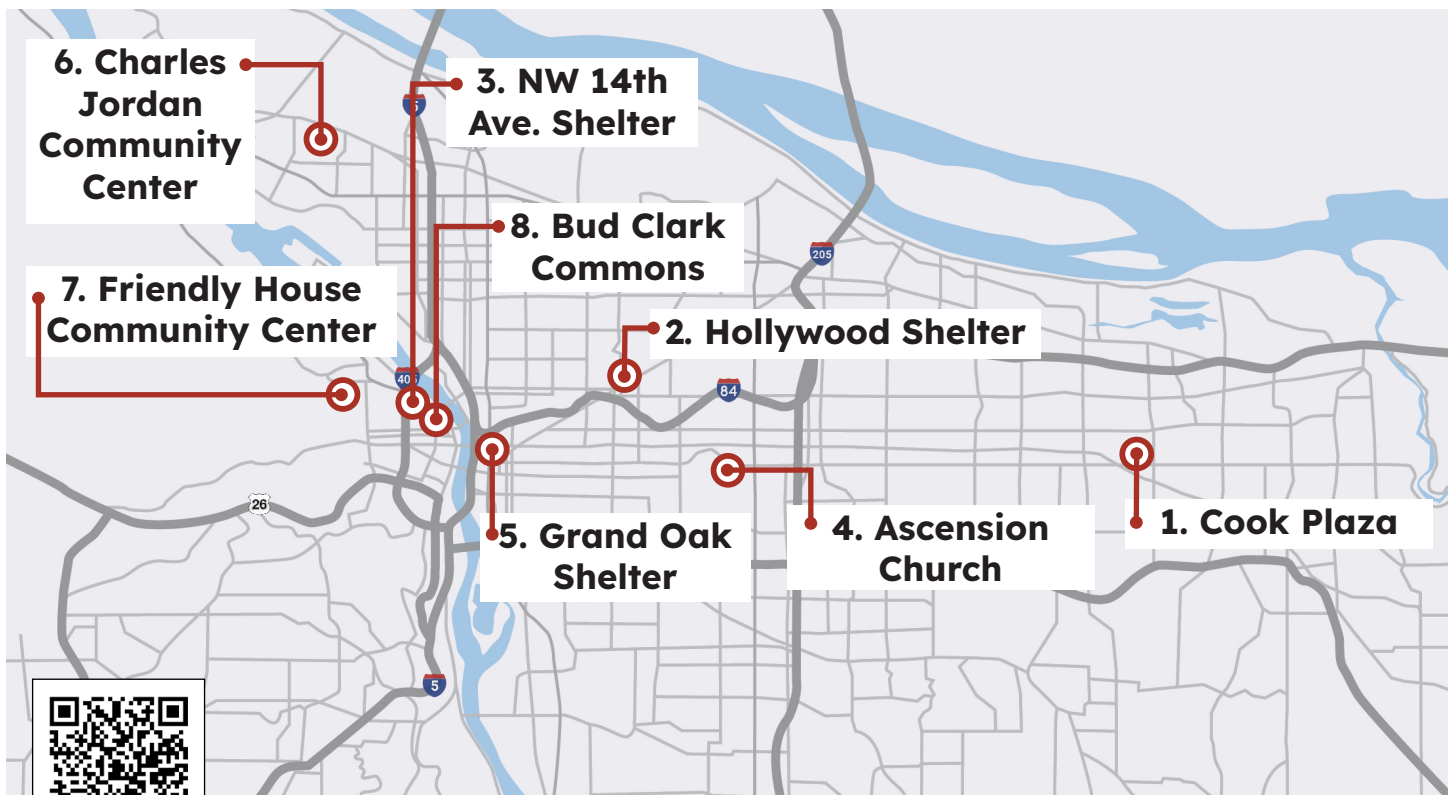 6. Charles
Jordan
Community
Center
3. NW 14th
Ave. Shelter
5
8. Bud Clark
Commons
205
7. Friendly House
Community Center
2. Hollywood Shelter
405
84
26
5. Grand Oak
Shelter
4. Ascension
Church
1. Cook Plaza
5